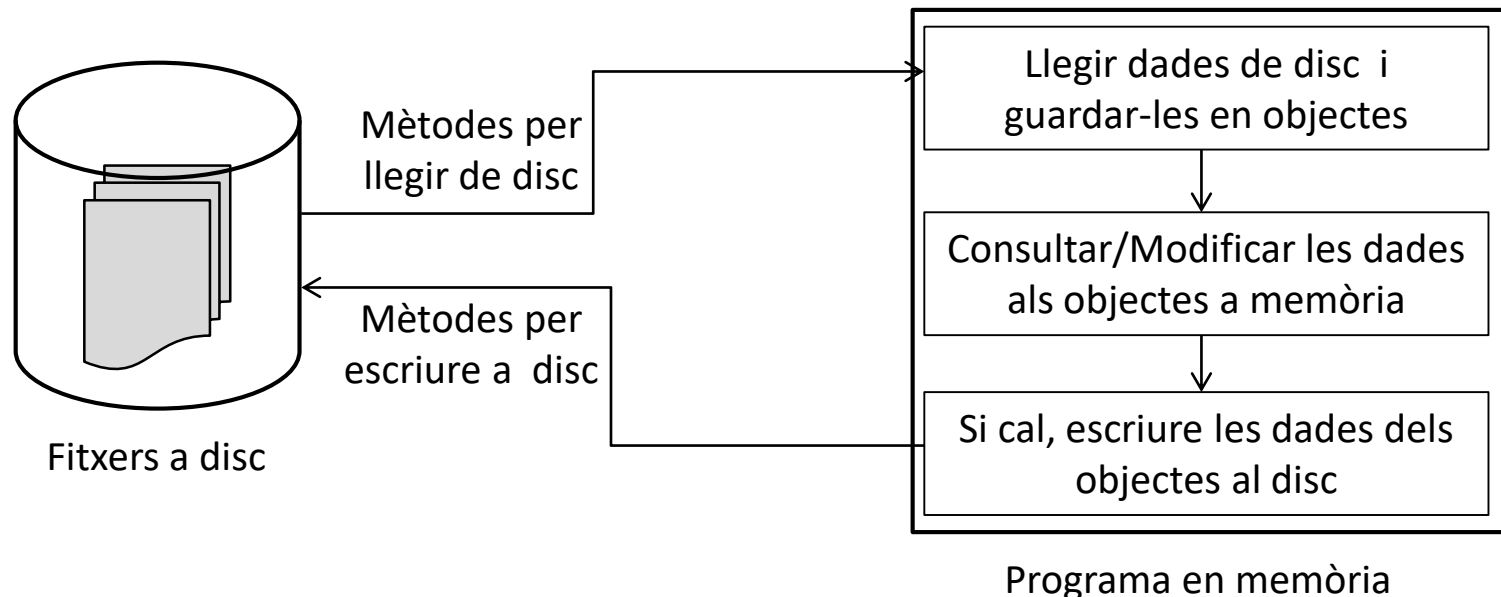 Mètodes per
llegir de disc
Mètodes per
escriure a disc
Fitxers a disc
Llegir dades de disc i
guardar-les en objectes
Consultar/Modificar les dades
als objectes a memòria
Si cal, escriure les dades dels
objectes al disc
Programa en memòria